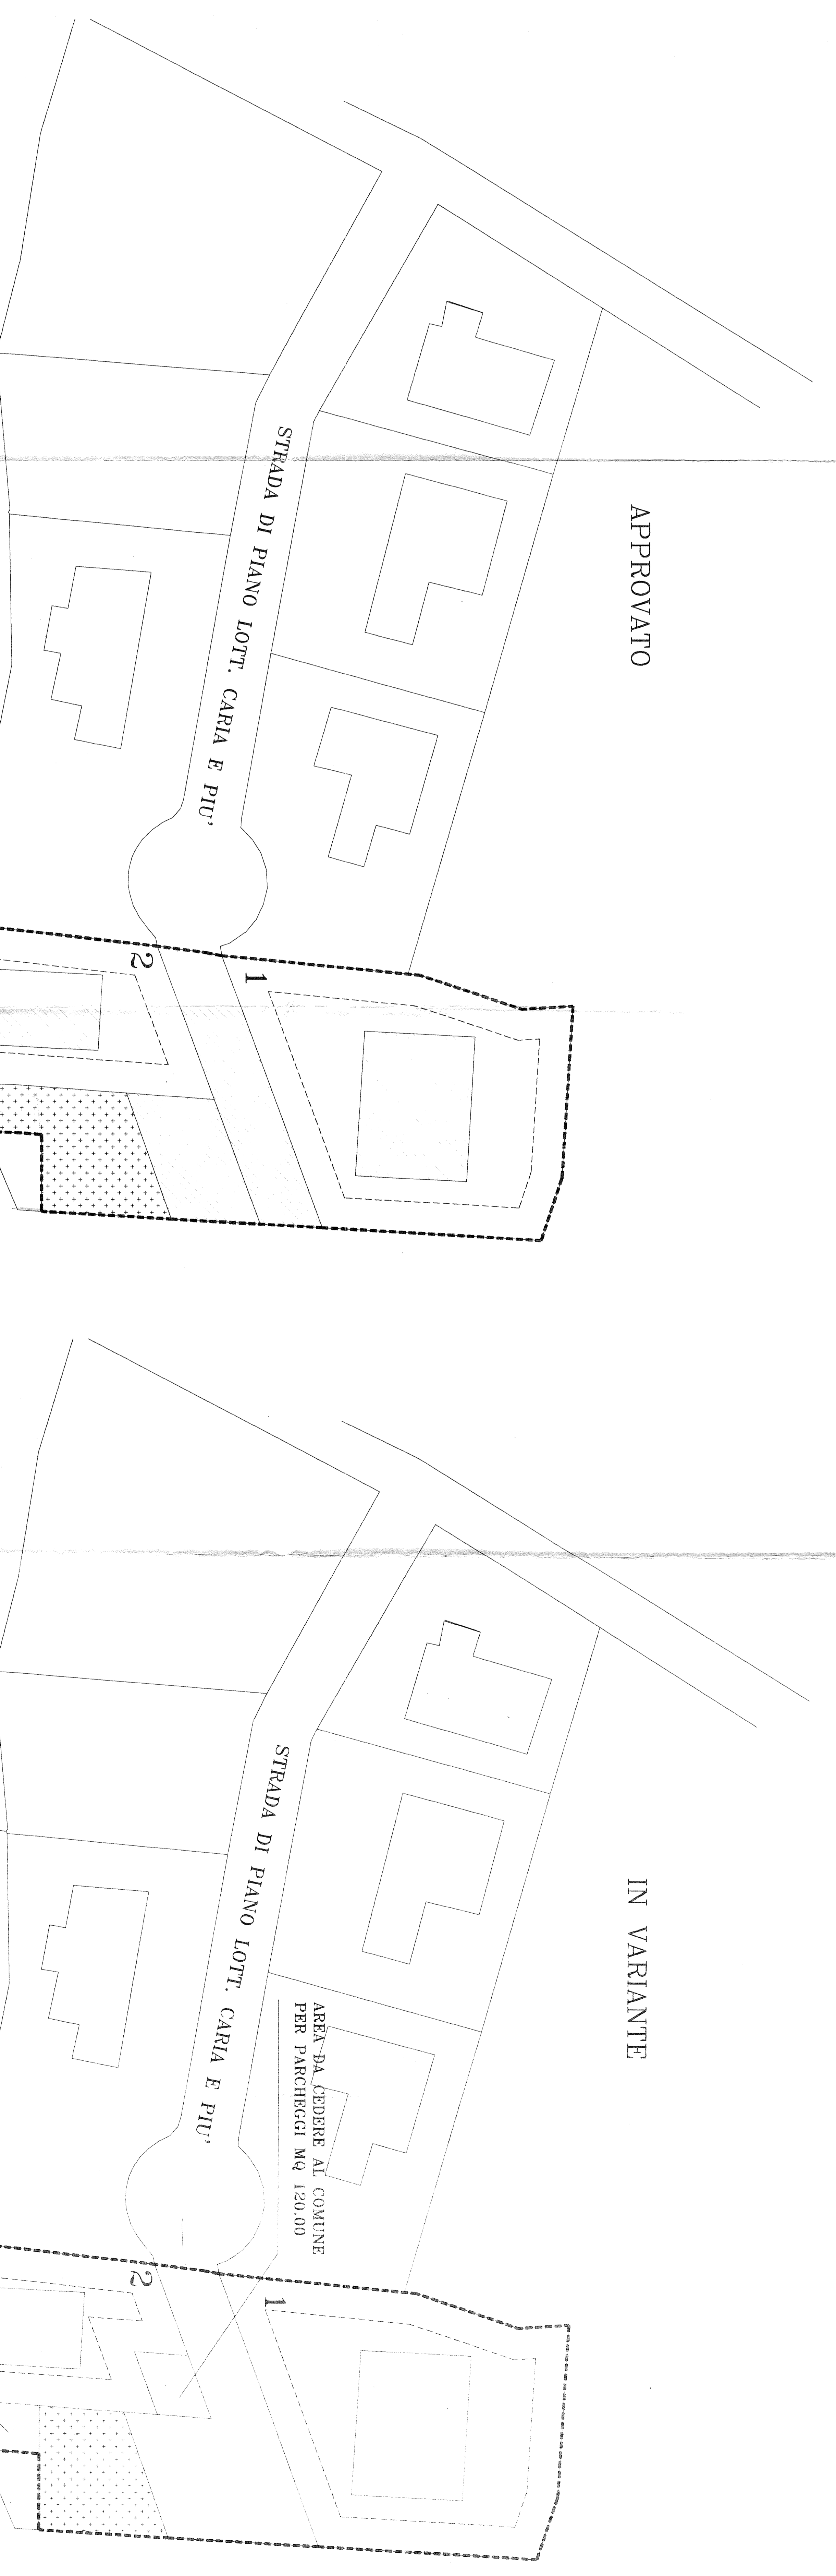 APPROVATO
STRADA DI PIANO LOTT. CARIA E PIU'
1
2
IN VARIANTE
STRADA DI PIANO LOTT. CARIA E PIU'
AREA DA CEDERE AL COMUNE
PER PARCHEGGI MQ 120.00
1
2